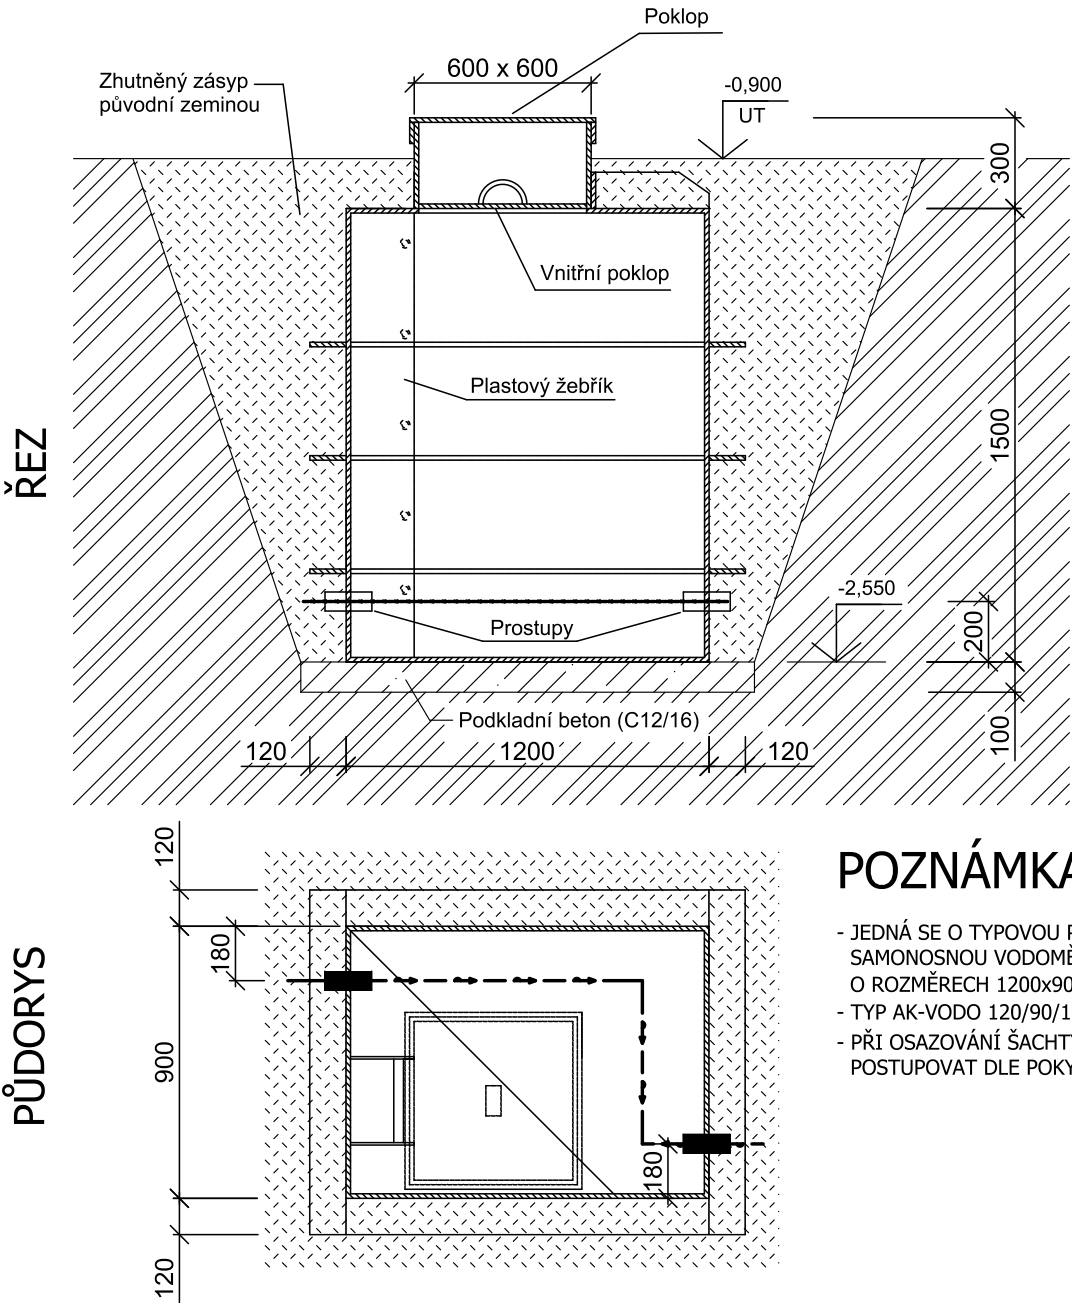 Poklop
600 x 600
Zhutněný zásyp
původní zeminou
-0,900
UT
300
Vnitřní poklop
Plastový žebřík
ŘEZ
1500
-2,550
Prostupy
200
Podkladní beton (C12/16)
100
120
1200
120
120
180
PŮDORYS
900
180
120
POZNÁMKA
- JEDNÁ SE O TYPOVOU
SAMONOSNOU VODOMĚ
O ROZMĚRECH 1200x90
- TYP AK-VODO 120/90/1
- PŘI OSAZOVÁNÍ ŠACHT
POSTUPOVAT DLE POKY